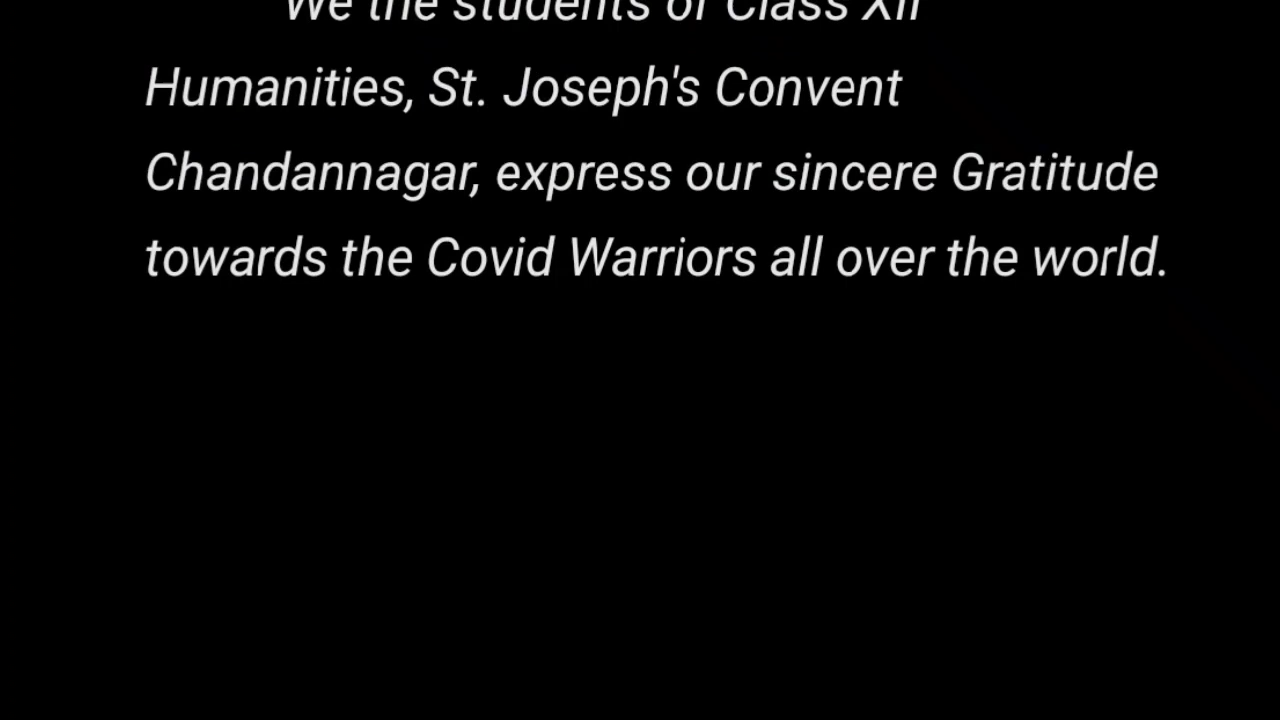 We the students of Class XII
Humanities, St. Joseph's Convent
Chandannagar, express our sincere Gratitude
towards the Covid Warriors all over the world.